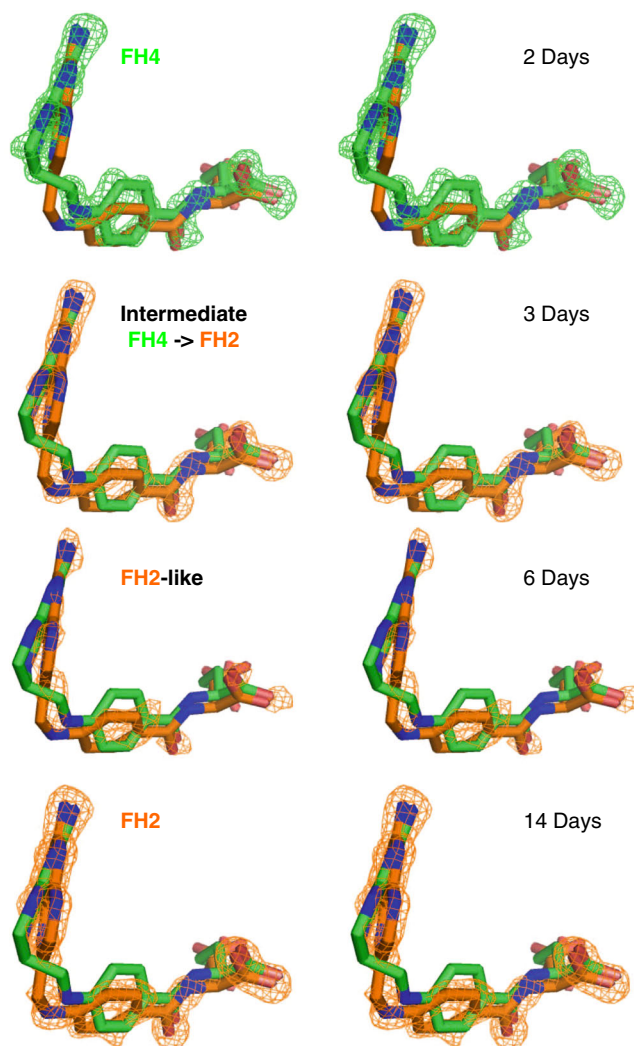 FH4
2 Days
Intermediate
FH4 -> FH2
3 Days
FH2-like
6 Days
FH2
14 Days